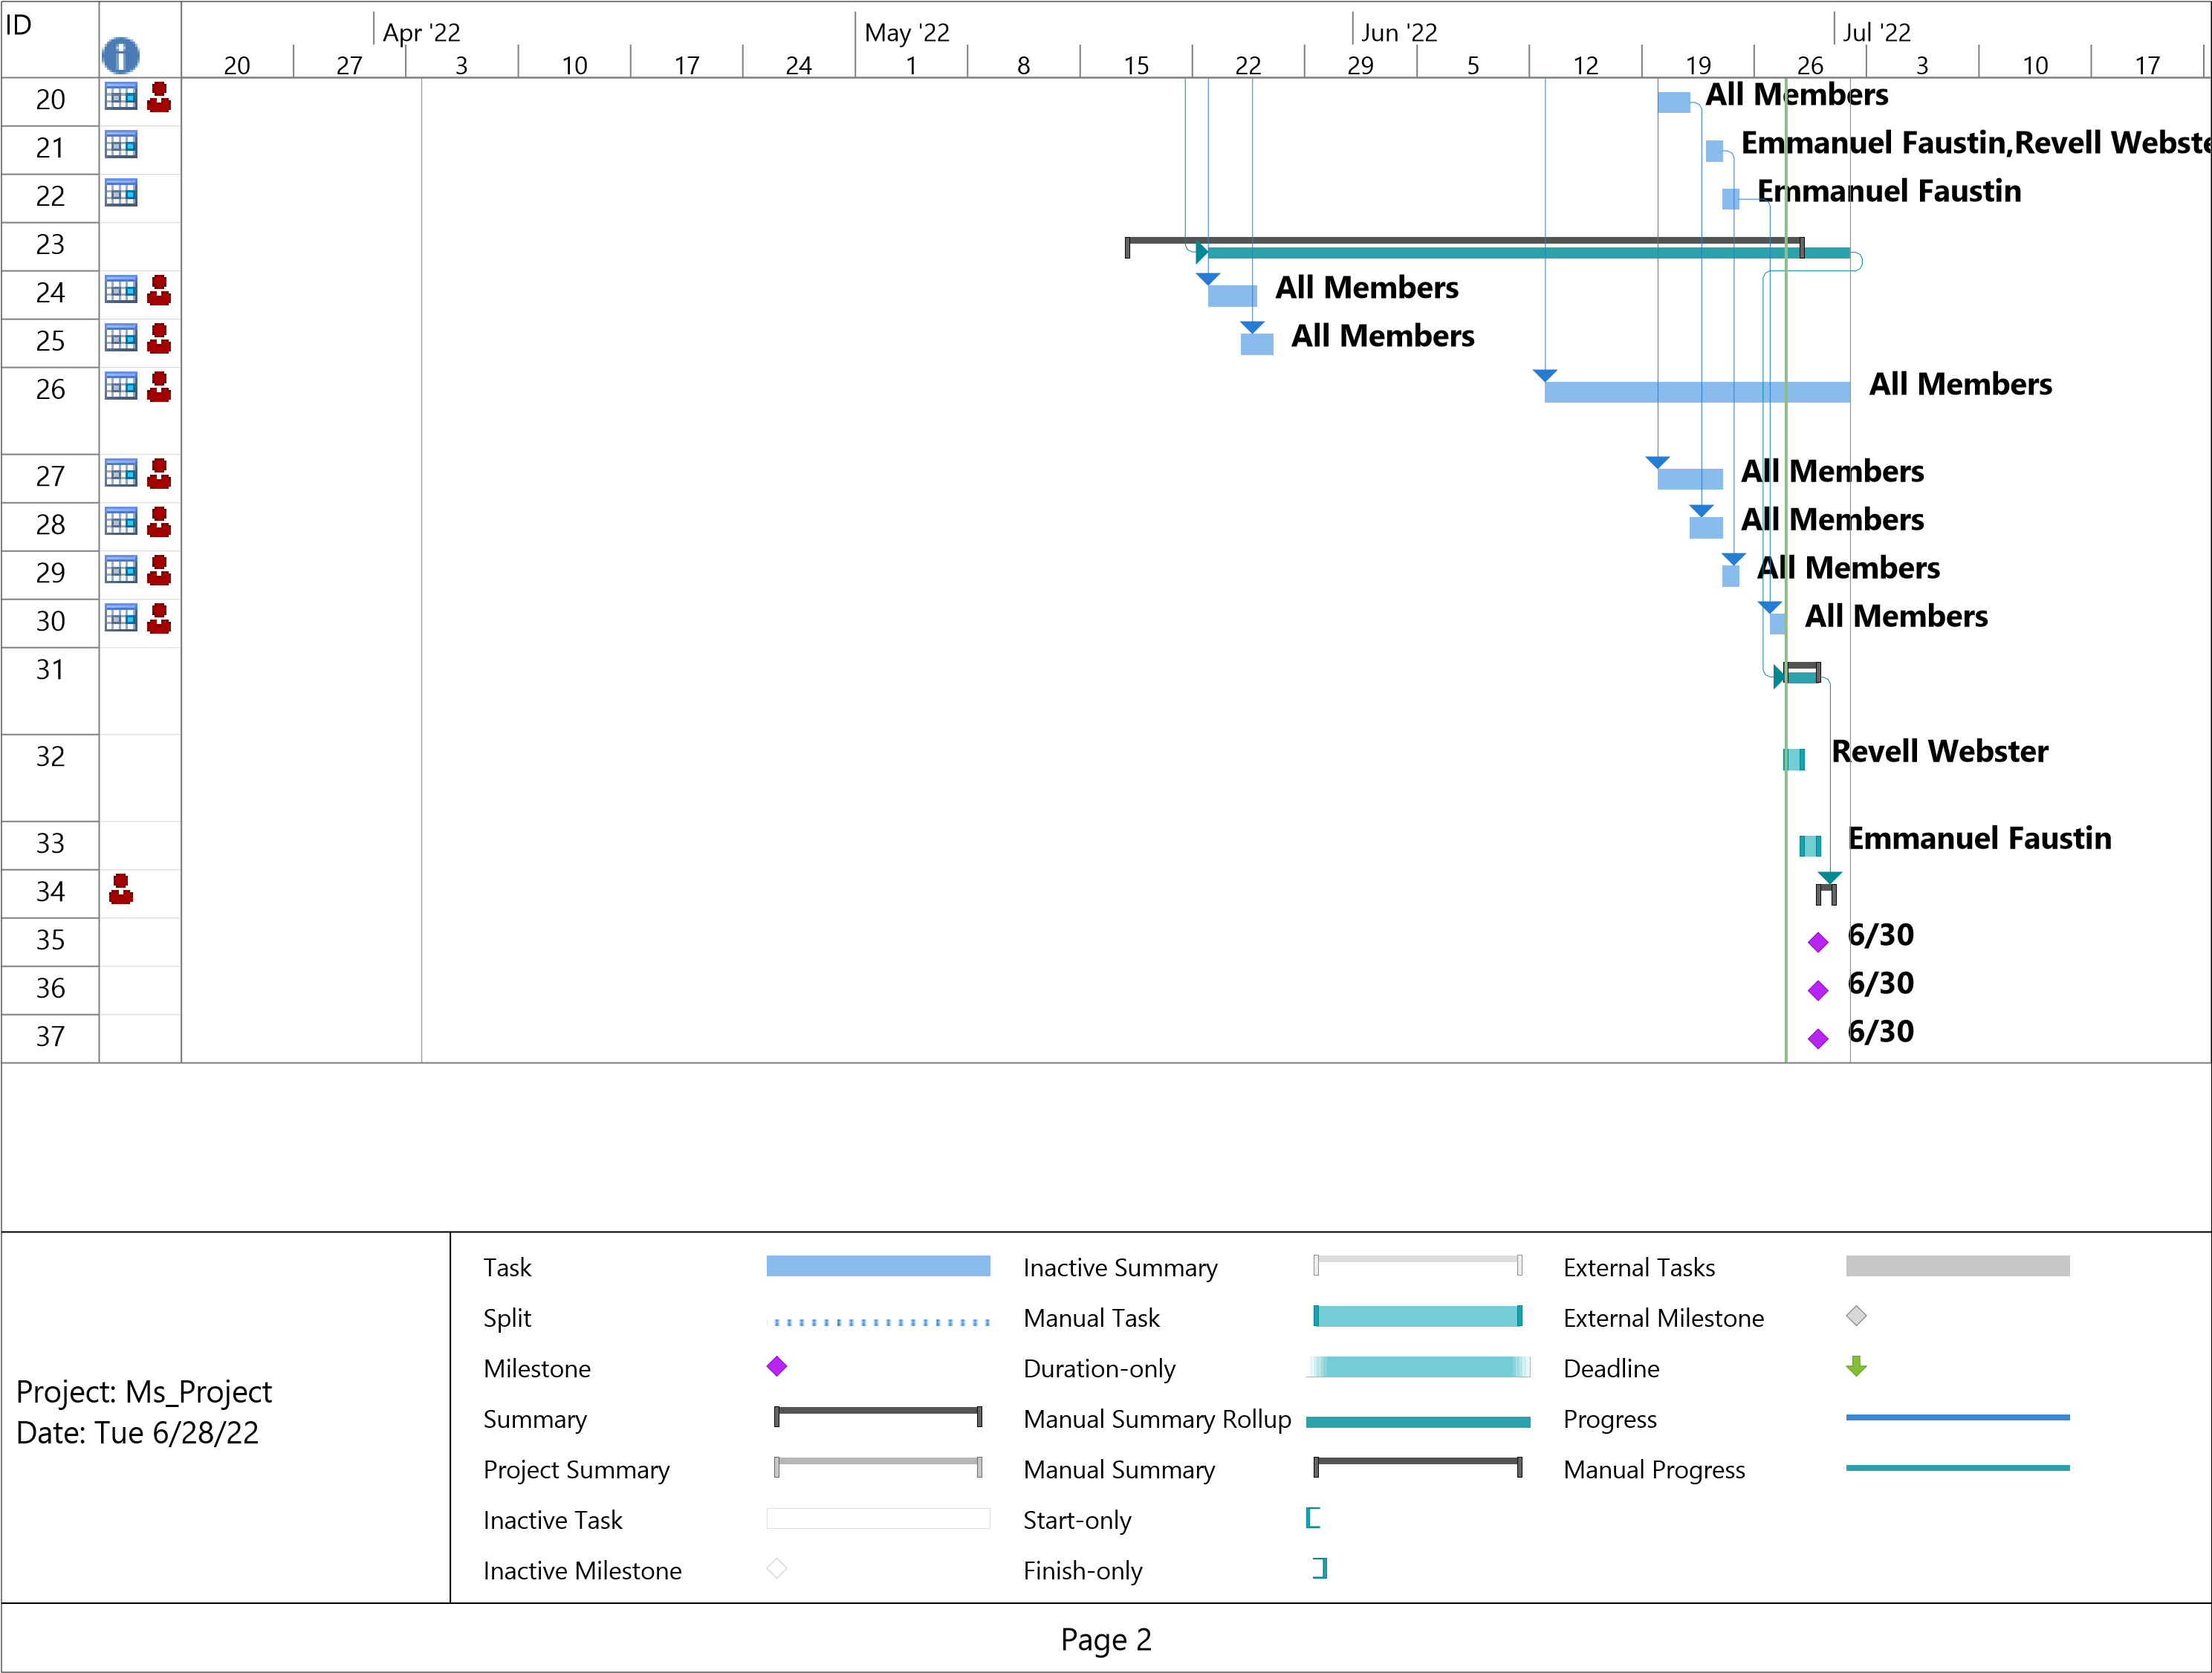 ID
Apr '22 May '22 Jun '22 Jul '22
20 27 3 10 17 24 1 8 15 22 29 5 12 19 26 3 10 17
20 All Members
21 Emmanuel Faustin,Revell
22 Emmanuel Faustin
23
24 All Members
25 All Members
26 All Members
27 All Members
28 All Members
29 All Members
30 All Members
31
32 Revell Webster
33 Emmanuel Faustin
34
35 6/30
36 6/30
37 6/30
Project: Ms_Project
Date: Tue 6/28/22
Task
Split
Milestone
Summary
Project Summary
Inactive Task
Inactive Milestone
Inactive Summary
Manual Task
Duration-only
Manual Summary Rollup
Manual Summary
Start-only
Finish-only
External Tasks
External Milestone
Deadline
Progress
Manual Progress
Page 2